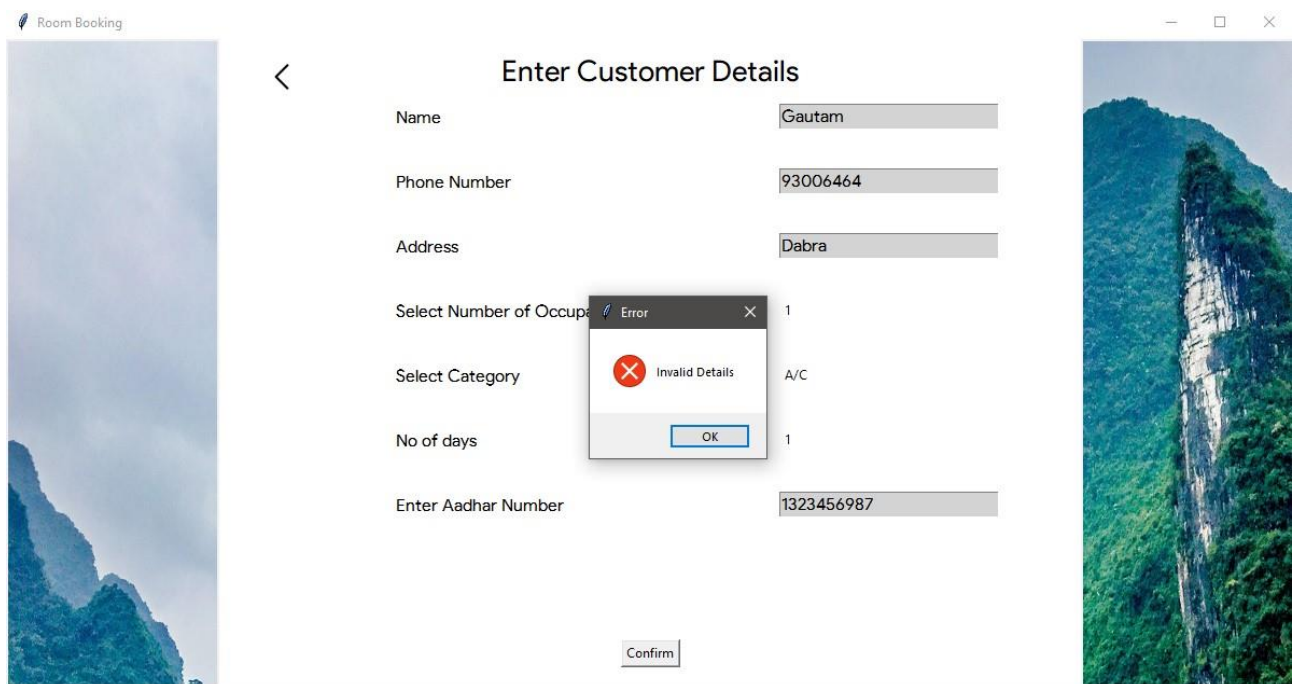 Room Booking
Enter Customer Details
Name Gautam
Phone Number 93006464
Address Dabra
Select Number of 1
Error
Select Category A/C
Invalid Details
No of days 1
OK
Enter Aadhar Number 1323456987
Confirm